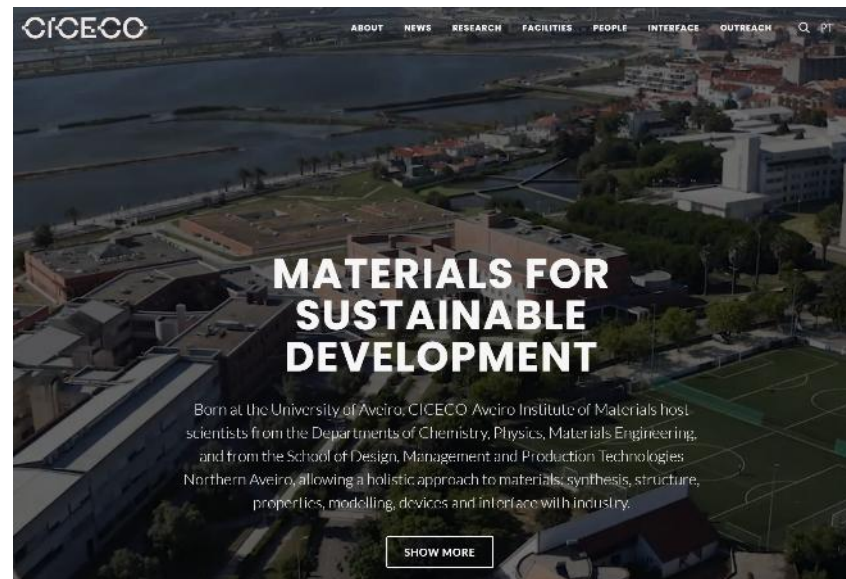 CICECO
ABOUT NEWS RESEARCH FACILITIES PEOPLE INTERFACE OUTREACH PT
MATERIALS FOR
SUSTAINABLE
DEVELOPMENT
Born at the University of Aveiro, CICECO-Aveiro Institute of Materials host
scientists from the Departments of Chemistry, Physics, Materials Engineering,
and from the School of Design, Management and Production Technologies
Northern Aveiro, allowing a holistic approach to materials: synthesis, structure,
properties, modelling, devices and interface with industry.
SHOW MORE